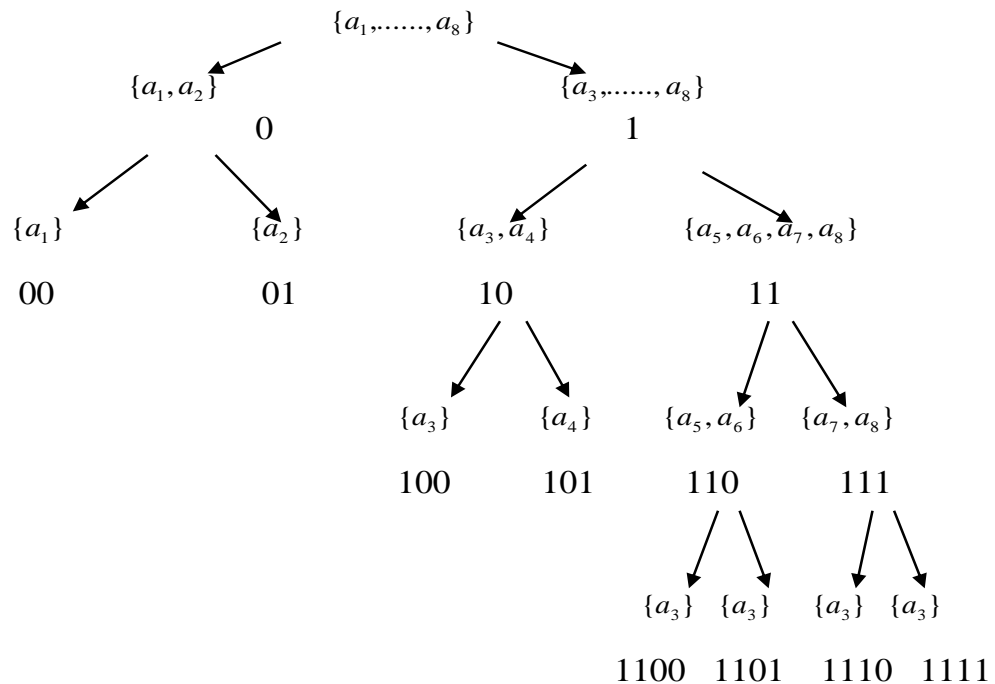 {a₁,......, a₈}
{a₁, a₂} {a₃,......, a₈}
0 1
{a₁} {a₂} {a₃, a₄} {a₅, a₆, a₇, a₈}
00 01 10 11
{a₃} {a₄} {a₅, a₆} {a₇, a₈}
100 101 110 111
{a₃} {a₃} {a₃} {a₃}
1100 1101 1110 1111